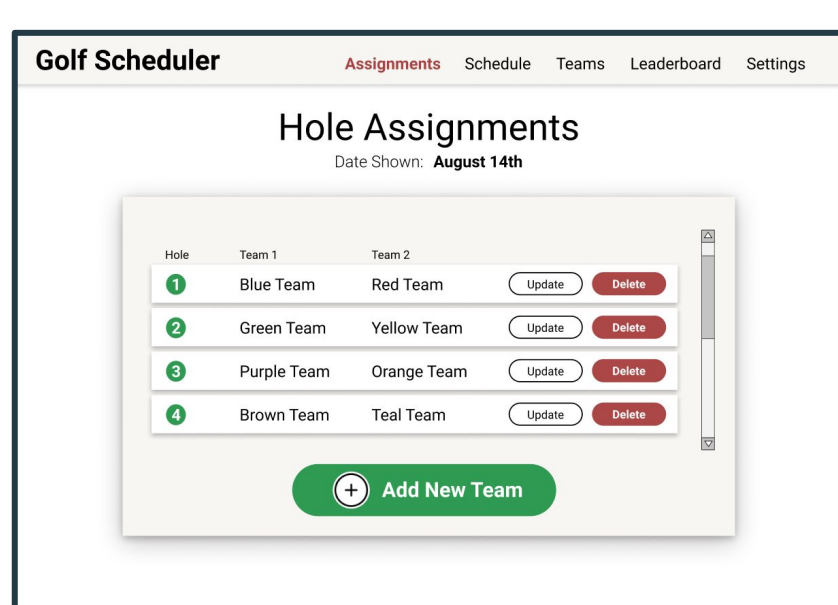 Golf Scheduler Assignments Schedule Teams Leaderboard Settings
Hole Assignments
Date Shown: August 14th
Hole Team 1 Team 2
1 Blue Team Red Team Update Delete
2 Green Team Yellow Team Update Delete
3 Purple Team Orange Team Update Delete
4 Brown Team Teal Team Update Delete
+ Add New Team